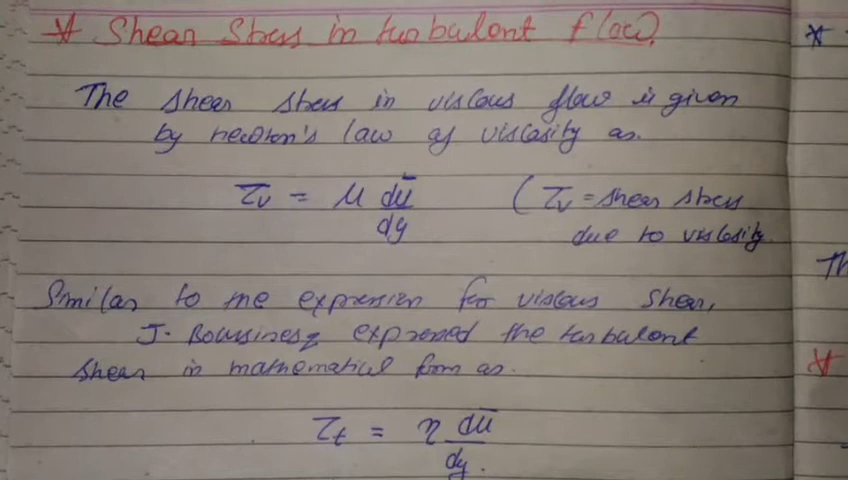 * Shear Stress in turbulent flow.
The shear stress in viscous flow is given
by newton's law of viscosity as.
τv = μ dū/dy (τv = shear stress
due to viscosity.
Similar to the expression for viscous shear,
J. Boussinesq expressed the turbulent
shear in mathematical form as.
τt = η dū/dy.
*
Th
*